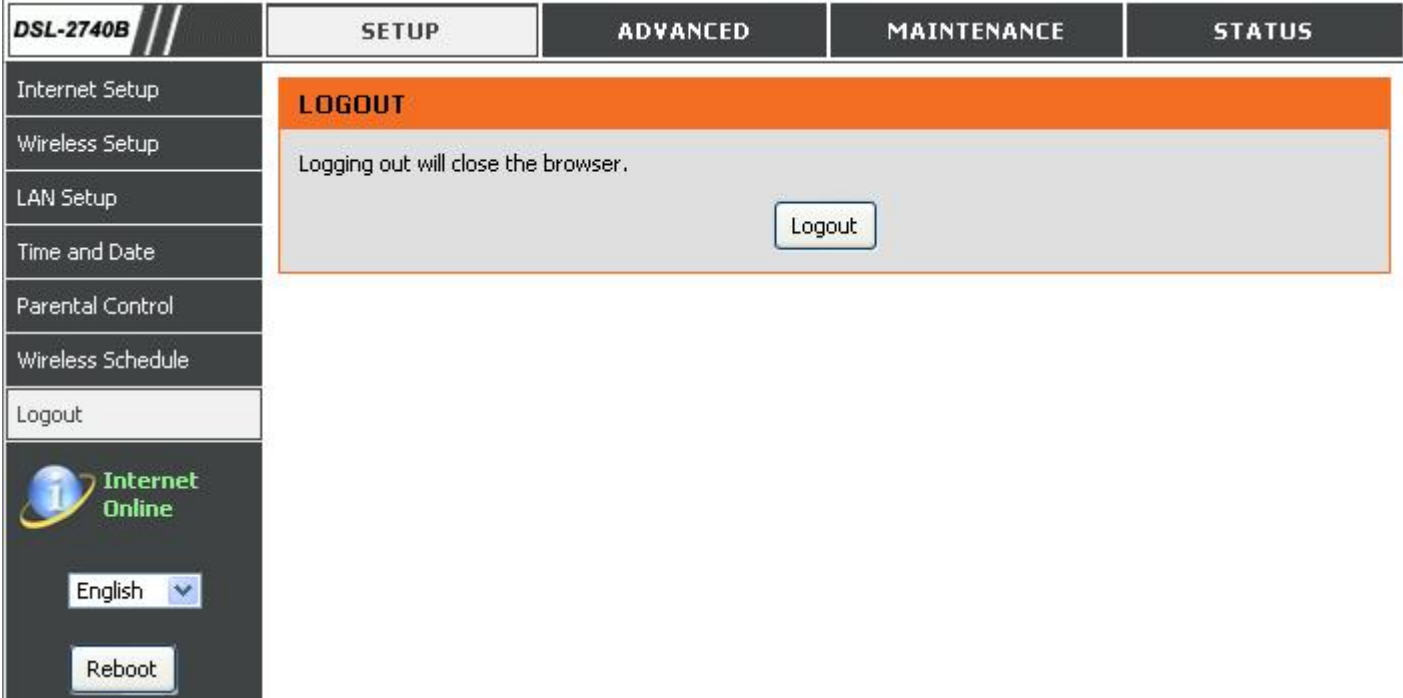 DSL-2740B
SETUP
ADVANCED
MAINTENANCE
STATUS
Internet Setup
Wireless Setup
LAN Setup
Time and Date
Parental Control
Wireless Schedule
Logout
Internet
Online
English
Reboot
LOGOUT
Logging out will close the browser.
Logout